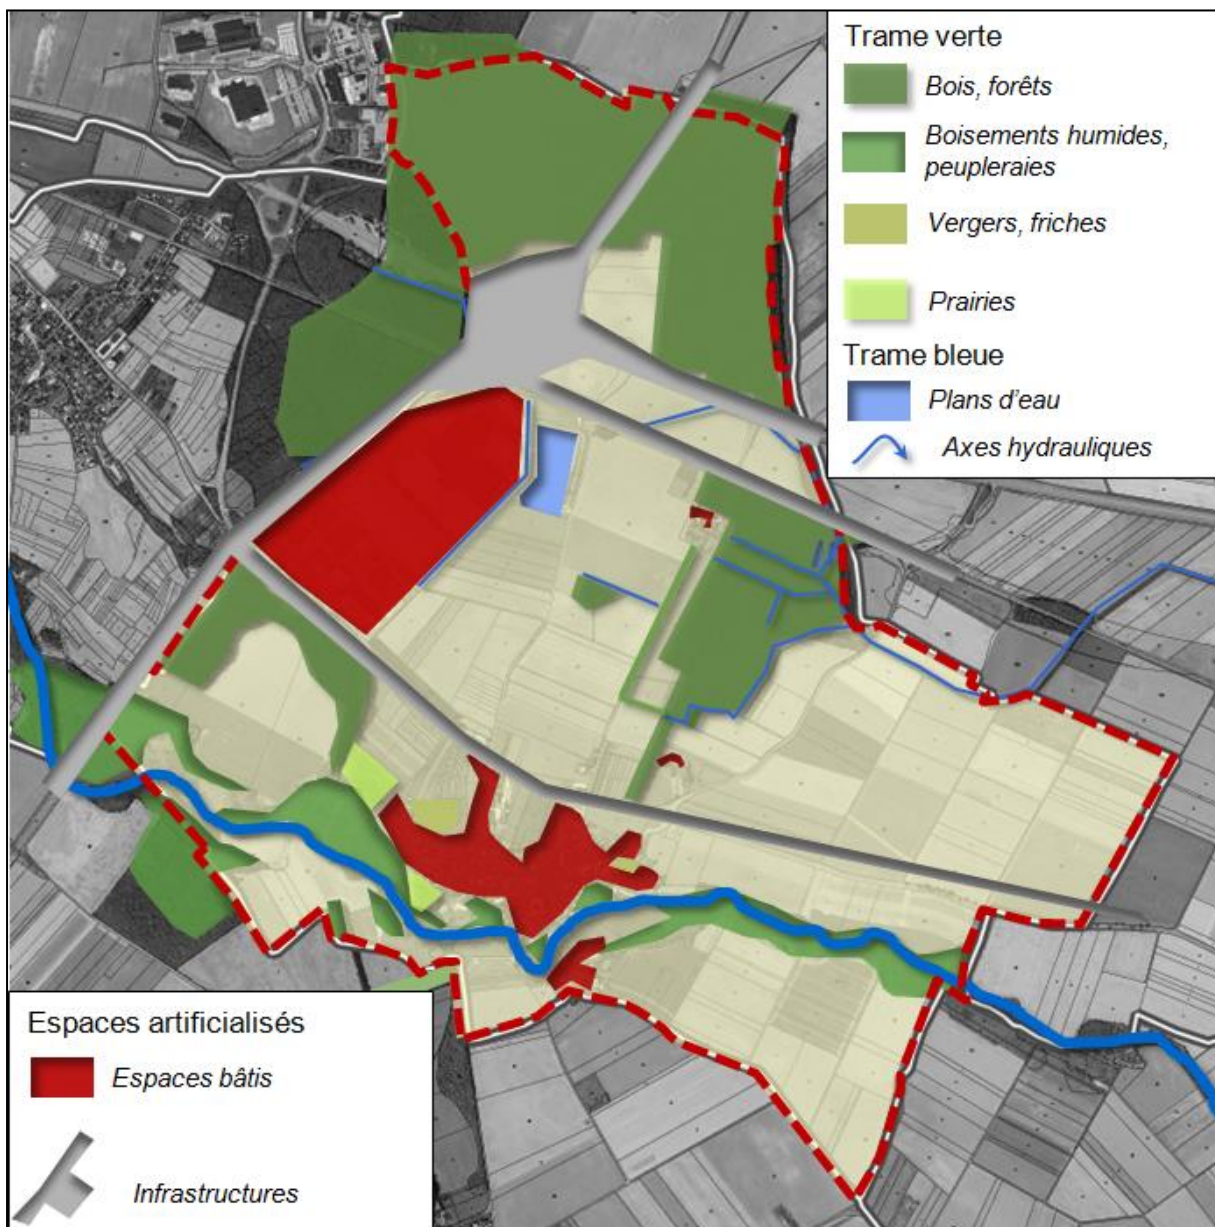 Trame verte
Bois, forêts
Boisements humides,
peupleraies
Vergers, friches
Prairies
Trame bleue
Plans d'eau
Axes hydrauliques
Espaces artificialisés
Espaces bâtis
Infrastructures